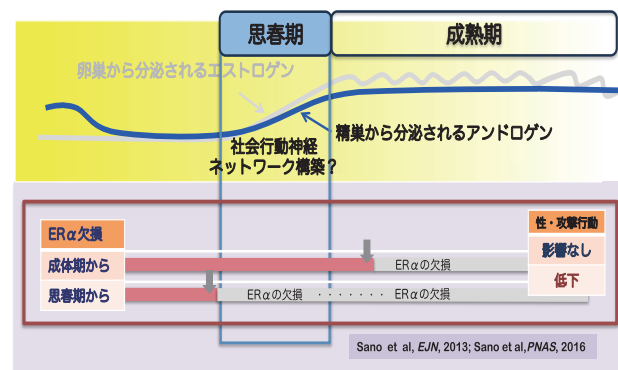 思春期
成熟期
卵巣から分泌されるエストロゲン
精巣から分泌されるアンドロゲン
社会行動神経
ネットワーク構築？
ERα欠損
性・攻撃行動
成体期から
ERαの欠損
影響なし
思春期から
ERαの欠損 ・・・・・・・ ERαの欠損
低下
Sano et al, EJN, 2013; Sano et al,PNAS, 2016